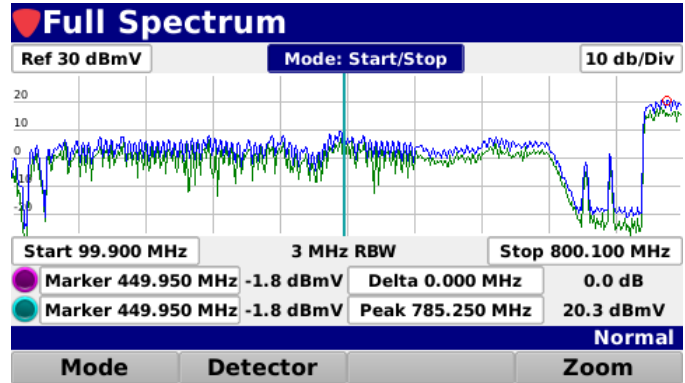 Full Spectrum
Ref 30 dBmV Mode: Start/Stop 10 db/Div
20
10
0
-10
-20
Start 99.900 MHz 3 MHz RBW Stop 800.100 MHz
Marker 449.950 MHz -1.8 dBmV Delta 0.000 MHz 0.0 dB
Marker 449.950 MHz -1.8 dBmV Peak 785.250 MHz 20.3 dBmV
Normal
Mode Detector Zoom